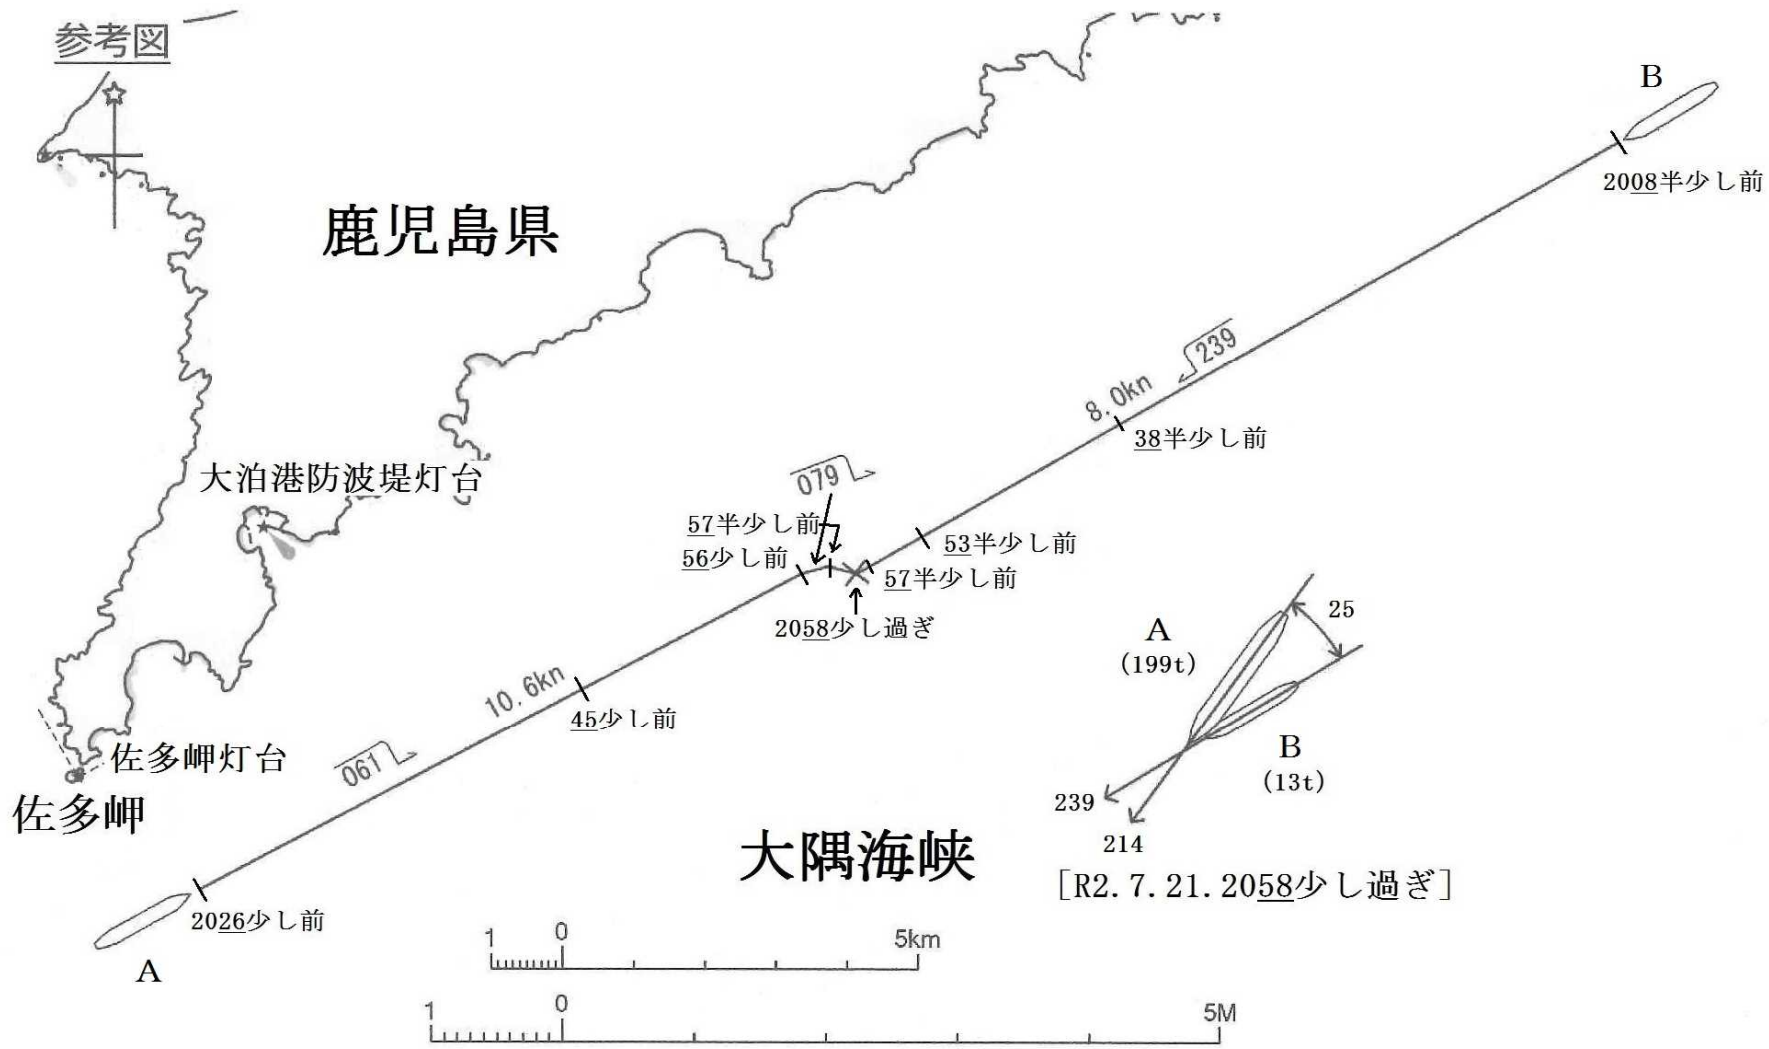 参考図
B
2008半少し前
鹿児島県
239
8.0kn
38半少し前
大泊港防波堤灯台
079
57半少し前
56少し前
53半少し前
57半少し前
2058少し過ぎ
A
(199t)
25
10.6kn
45少し前
061
佐多岬灯台
佐多岬
B
(13t)
239
214
大隅海峡
[R2.7.21.2058少し過ぎ]
2026少し前
A
1 0 5km
1 0 5M